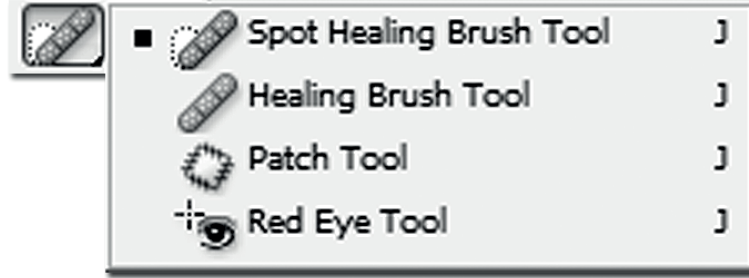 Spot Healing Brush Tool J
Healing Brush Tool J
Patch Tool J
Red Eye Tool J